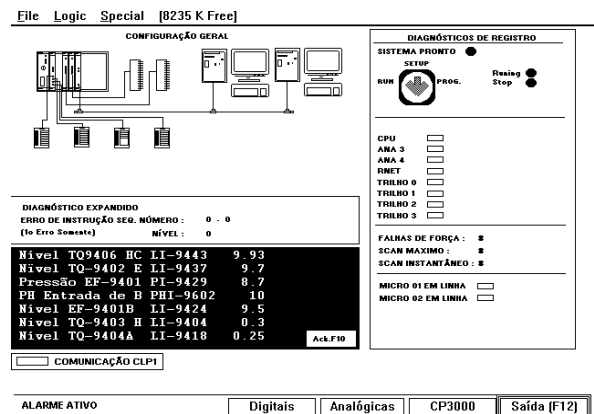 File Logic Special [8235 K Free]
CONFIGURAÇÃO GERAL
DIAGNÓSTICOS DE REGISTRO
SISTEMA PRONTO
SETUP
RUN
PROG.
Runing
Stop
CPU
ANA 3
ANA 4
RNET
TRILHO 0
TRILHO 1
TRILHO 2
TRILHO 3
FALHAS DE FORÇA : *
SCAN MAXIMO : *
SCAN INSTANTÂNEO : *
MICRO 01 EM LINHA
MICRO 02 EM LINHA
DIAGNÓSTICO EXPANDIDO
ERRO DE INSTRUÇÃO SEQ. NÚMERO : 0 - 0
(1o Erro Somente) NÍVEL : 0
Nível TQ9406 HC LI-9443 9.93
Nível TQ-9402 E LI-9437 9.7
Pressão EF-9401 PI-9429 8.7
PH Entrada de B PHI-9602 10
Nível EF-9401B LI-9424 9.5
Nível TQ-9403 H LI-9404 0.3
Nível TQ-9404A LI-9418 0.25
Ack.F10
COMUNICAÇÃO CLP1
ALARME ATIVO
Digitais Analógicas CP3000 Saída (F12)